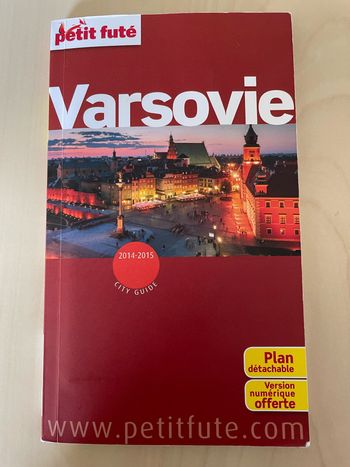 petit futé
Varsovie
2014-2015
CITY GUIDE
Plan
détachable
Version
numérique
offerte
www.petitfute.com